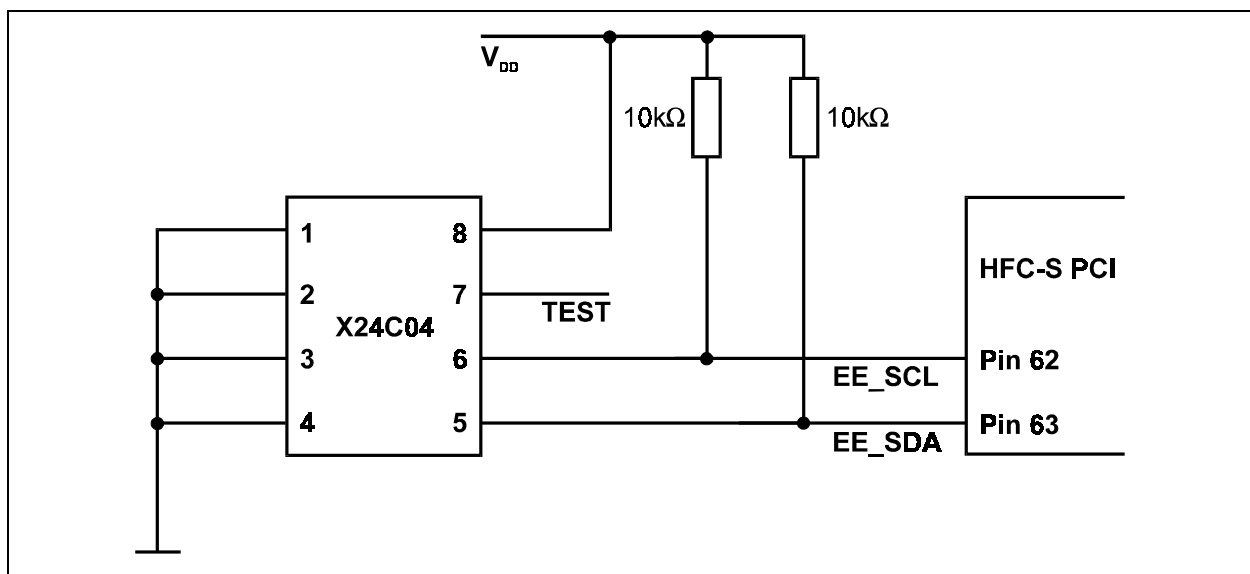 V_DD
10kΩ
10kΩ
1
2
3
4
X24C04
8
7
6
5
TEST
HFC-S PCI
Pin 62
Pin 63
EE_SCL
EE_SDA